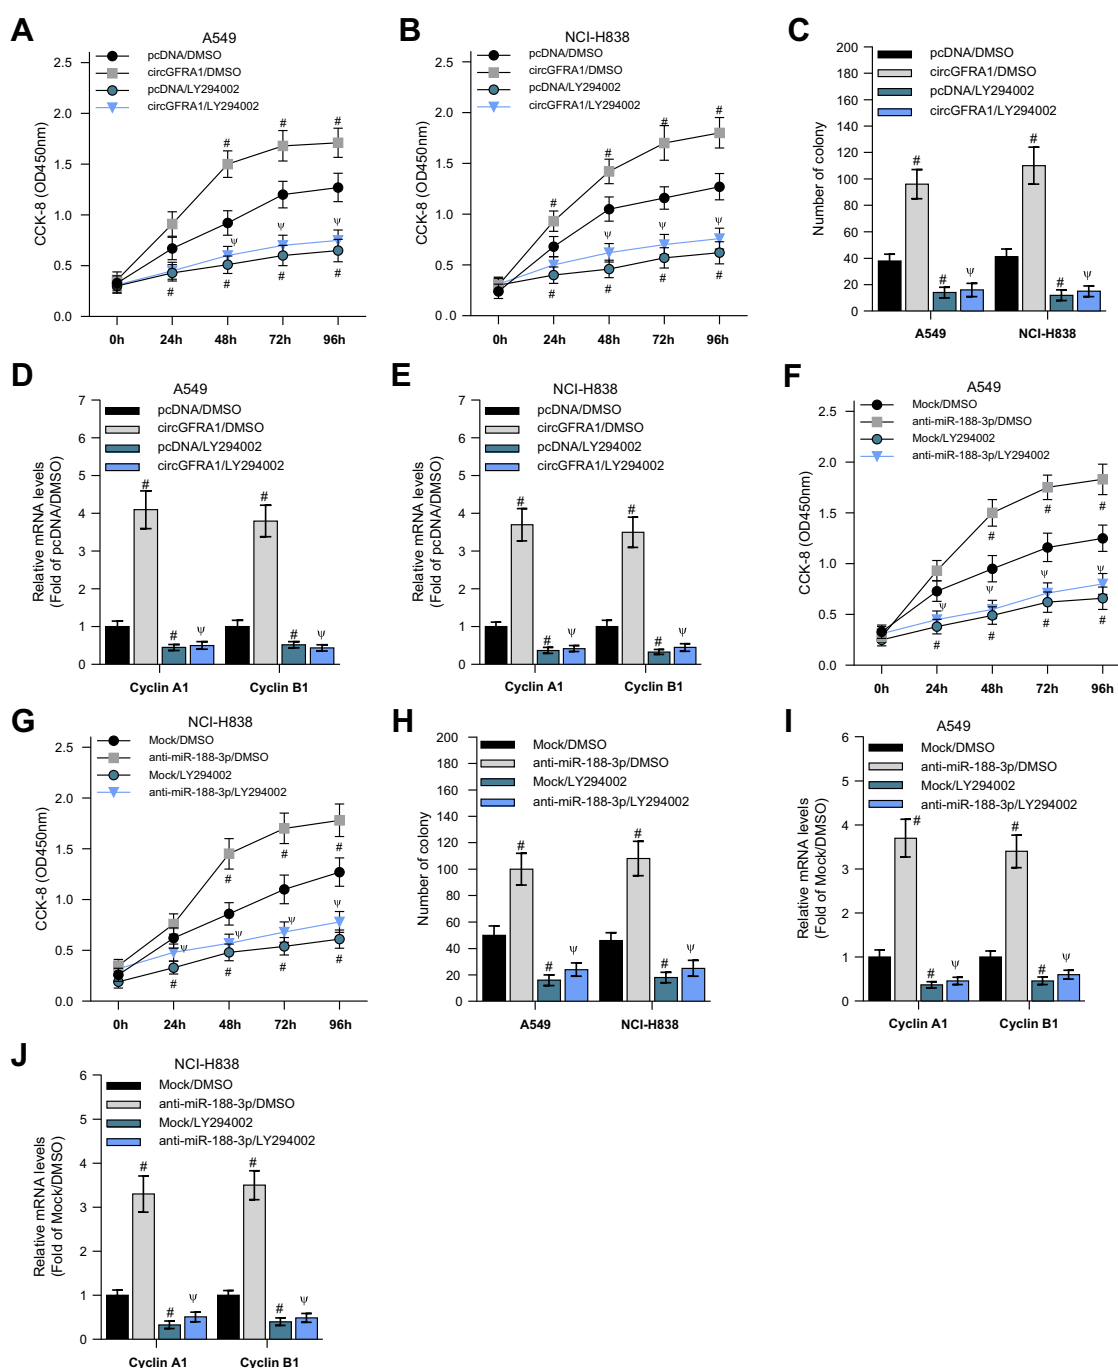 A
A549
pcDNA/DMSO
circGFRA1/DMSO
pcDNA/LY294002
circGFRA1/LY294002
CCK-8 (OD450nm)
2.5
2.0
1.5
1.0
0.5
0.0
# # # ψ ψ ψ # # # #
0h 24h 48h 72h 96h
B
NCI-H838
pcDNA/DMSO
circGFRA1/DMSO
pcDNA/LY294002
circGFRA1/LY294002
CCK-8 (OD450nm)
2.5
2.0
1.5
1.0
0.5
0.0
# # # # ψ ψ ψ # # # #
0h 24h 48h 72h 96h
C
pcDNA/DMSO
circGFRA1/DMSO
pcDNA/LY294002
circGFRA1/LY294002
Number of colony
200
180
160
140
120
100
80
60
40
20
0
# # ψ # # ψ
A549 NCI-H838
D
A549
pcDNA/DMSO
circGFRA1/DMSO
pcDNA/LY294002
circGFRA1/LY294002
Relative mRNA levels
(Fold of pcDNA/DMSO)
7
6
5
4
3
2
1
0
# # ψ # # ψ
Cyclin A1 Cyclin B1
E
NCI-H838
pcDNA/DMSO
circGFRA1/DMSO
pcDNA/LY294002
circGFRA1/LY294002
Relative mRNA levels
(Fold of pcDNA/DMSO)
7
6
5
4
3
2
1
0
# # ψ # # ψ
Cyclin A1 Cyclin B1
F
A549
Mock/DMSO
anti-miR-188-3p/DMSO
Mock/LY294002
anti-miR-188-3p/LY294002
CCK-8 (OD450nm)
2.5
2.0
1.5
1.0
0.5
0.0
# # # ψ ψ ψ ψ # # # #
0h 24h 48h 72h 96h
G
NCI-H838
Mock/DMSO
anti-miR-188-3p/DMSO
Mock/LY294002
anti-miR-188-3p/LY294002
CCK-8 (OD450nm)
2.5
2.0
1.5
1.0
0.5
0.0
# # # ψ ψ ψ ψ # # # #
0h 24h 48h 72h 96h
H
Mock/DMSO
anti-miR-188-3p/DMSO
Mock/LY294002
anti-miR-188-3p/LY294002
Number of colony
200
180
160
140
120
100
80
60
40
20
0
# # ψ # # ψ
A549 NCI-H838
I
A549
Mock/DMSO
anti-miR-188-3p/DMSO
Mock/LY294002
anti-miR-188-3p/LY294002
Relative mRNA levels
(Fold of Mock/DMSO)
6
5
4
3
2
1
0
# # ψ # # ψ
Cyclin A1 Cyclin B1
J
NCI-H838
Mock/DMSO
anti-miR-188-3p/DMSO
Mock/LY294002
anti-miR-188-3p/LY294002
Relative mRNA levels
(Fold of Mock/DMSO)
6
5
4
3
2
1
0
# # ψ # # ψ
Cyclin A1 Cyclin B1